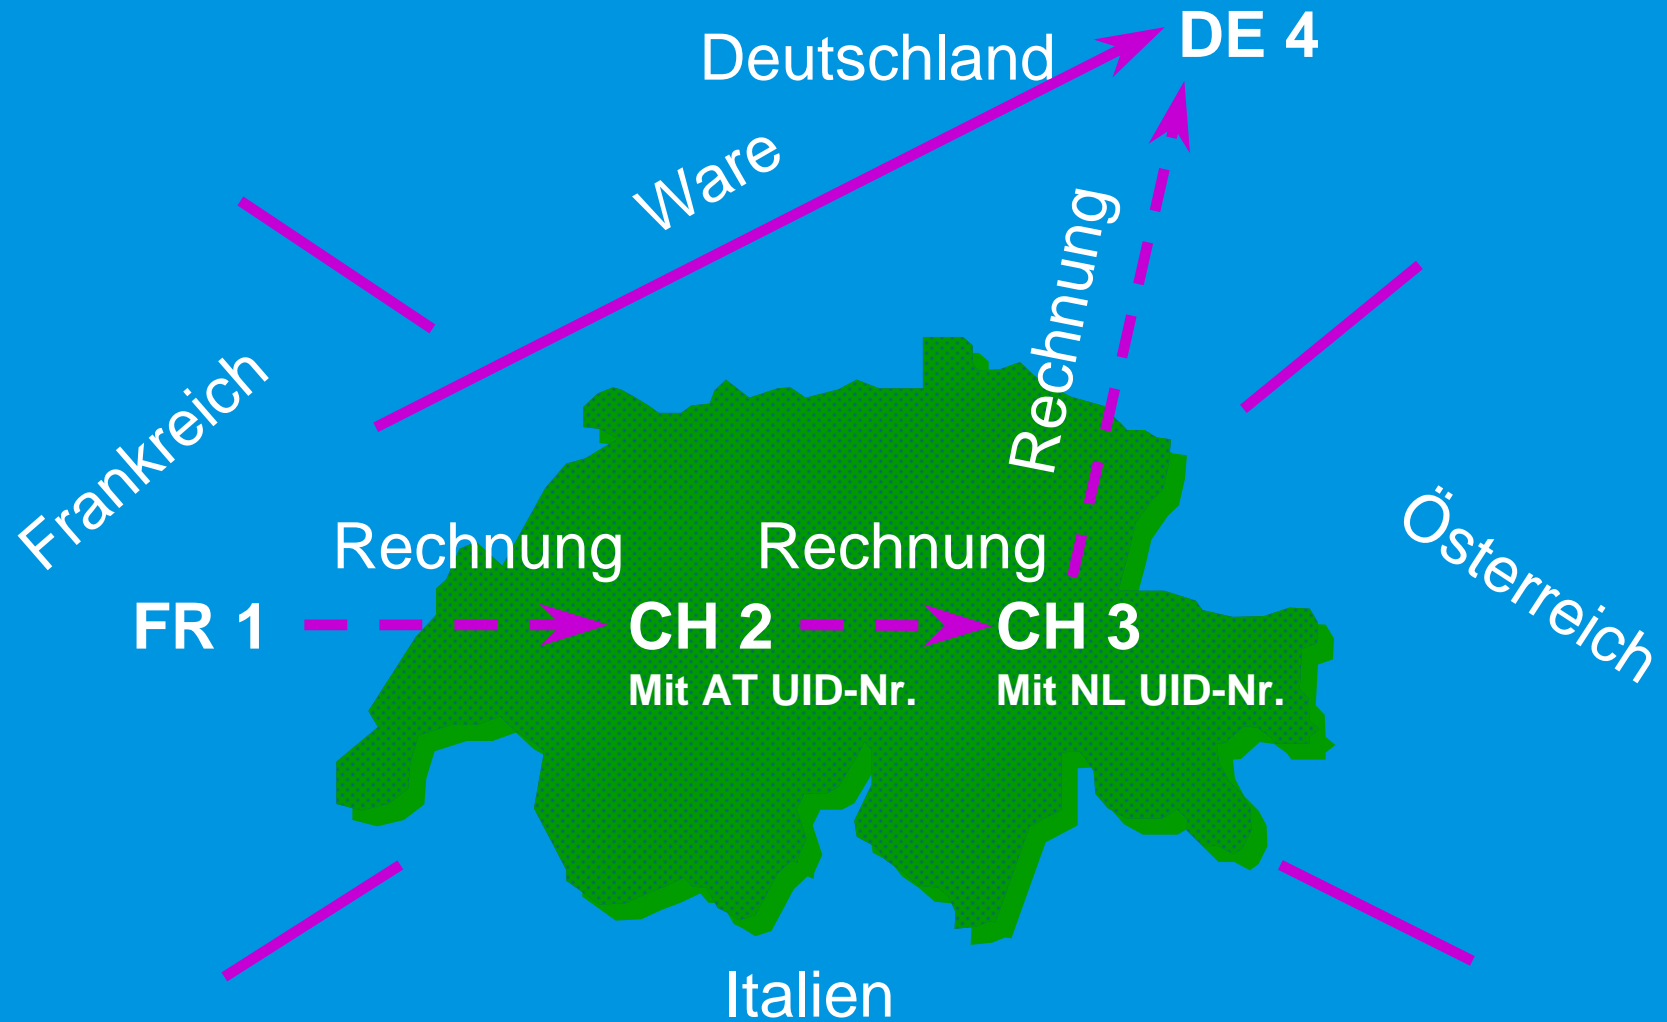 DE 4
Deutschland
Ware
Rechnung
Frankreich
Österreich
Rechnung
Rechnung
FR 1
CH 2
CH 3
Mit AT UID-Nr.
Mit NL UID-Nr.
Italien